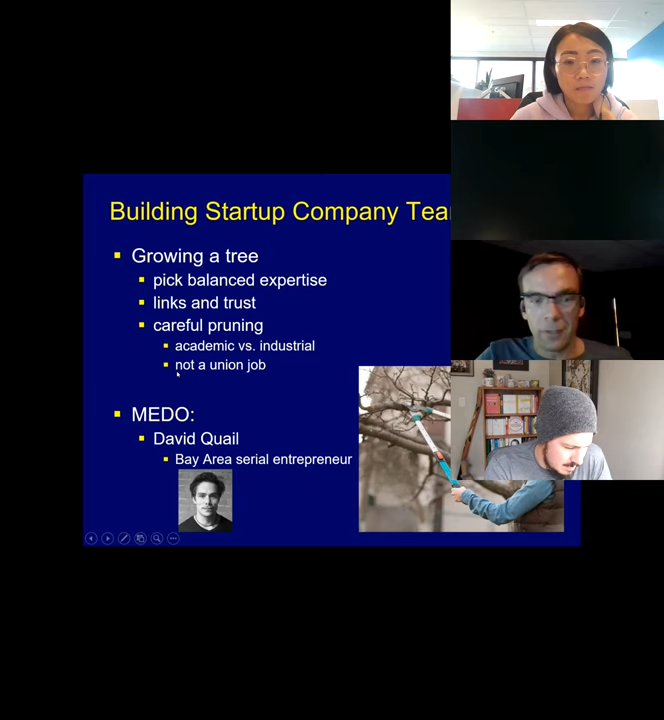 Building Startup Company Tea
Growing a tree
pick balanced expertise
links and trust
careful pruning
academic vs. industrial
not a union job
MEDO:
David Quail
Bay Area serial entrepreneur